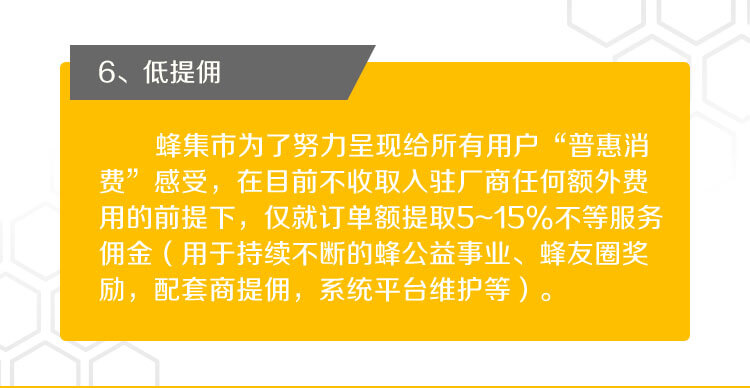 6、低提佣
蜂集市为了努力呈现给所有用户“普惠消
费”感受，在目前不收取入驻厂商任何额外费
用的前提下，仅就订单额提取5~15%不等服务
佣金（用于持续不断的蜂公益事业、蜂友圈奖
励，配套商提佣，系统平台维护等）。